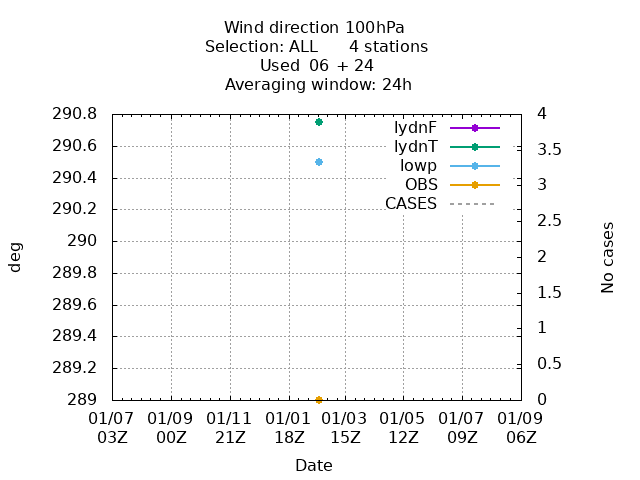 Wind direction 100hPa
Selection: ALL 4 stations
Used 06 + 24
Averaging window: 24h
290.8
290.6
290.4
290.2
290
289.8
289.6
289.4
289.2
289
deg
4
3.5
3
2.5
2
1.5
1
0.5
0
No cases
lydnF
lydnT
lowp
OBS
CASES
01/07 01/09 01/11 01/01 01/03 01/05 01/07 01/09
03Z 00Z 21Z 18Z 15Z 12Z 09Z 06Z
Date